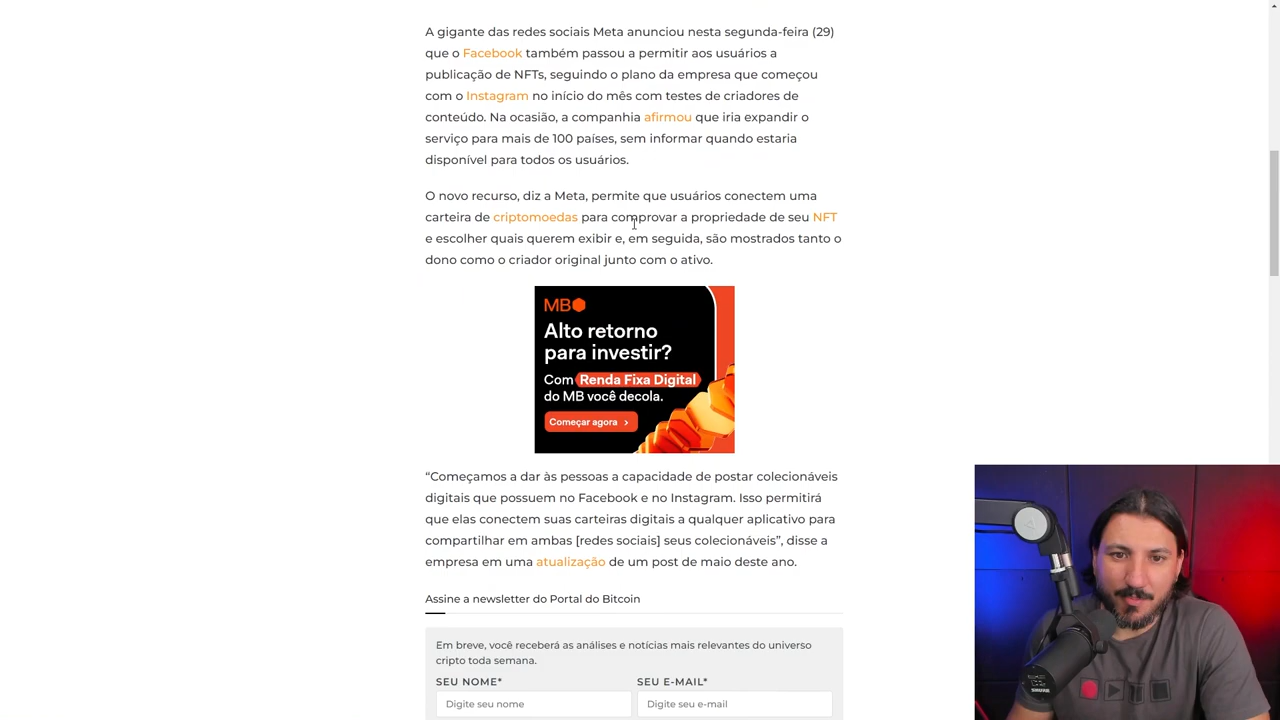 A gigante das redes sociais Meta anunciou nesta segunda-feira (29)
que o Facebook também passou a permitir aos usuários a
publicação de NFTs, seguindo o plano da empresa que começou
com o Instagram no início do mês com testes de criadores de
conteúdo. Na ocasião, a companhia afirmou que iria expandir o
serviço para mais de 100 países, sem informar quando estaria
disponível para todos os usuários.
O novo recurso, diz a Meta, permite que usuários conectem uma
carteira de criptomoedas para comprovar a propriedade de seu NFT
e escolher quais querem exibir e, em seguida, são mostrados tanto o
dono como o criador original junto com o ativo.
MB
Alto retorno
para investir?
Com Renda Fixa Digital
do MB você decola.
Começar agora >
“Começamos a dar às pessoas a capacidade de postar colecionáveis
digitais que possuem no Facebook e no Instagram. Isso permitirá
que elas conectem suas carteiras digitais a qualquer aplicativo para
compartilhar em ambas [redes sociais] seus colecionáveis”, disse a
empresa em uma atualização de um post de maio deste ano.
Assine a newsletter do Portal do Bitcoin
Em breve, você receberá as análises e notícias mais relevantes do universo
cripto toda semana.
SEU NOME* SEU E-MAIL*
Digite seu nome Digite seu e-mail